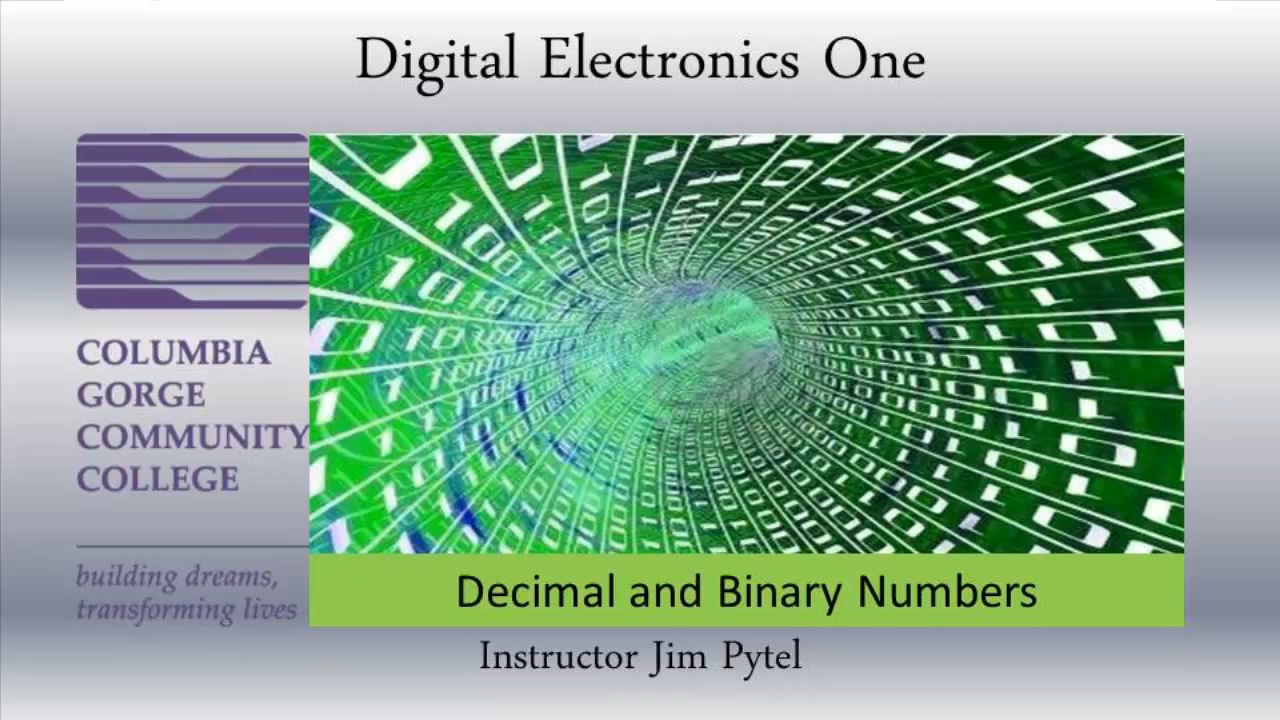 Digital Electronics One
COLUMBIA
GORGE
COMMUNITY
COLLEGE
building dreams,
transforming lives
Decimal and Binary Numbers
Instructor Jim Pytel